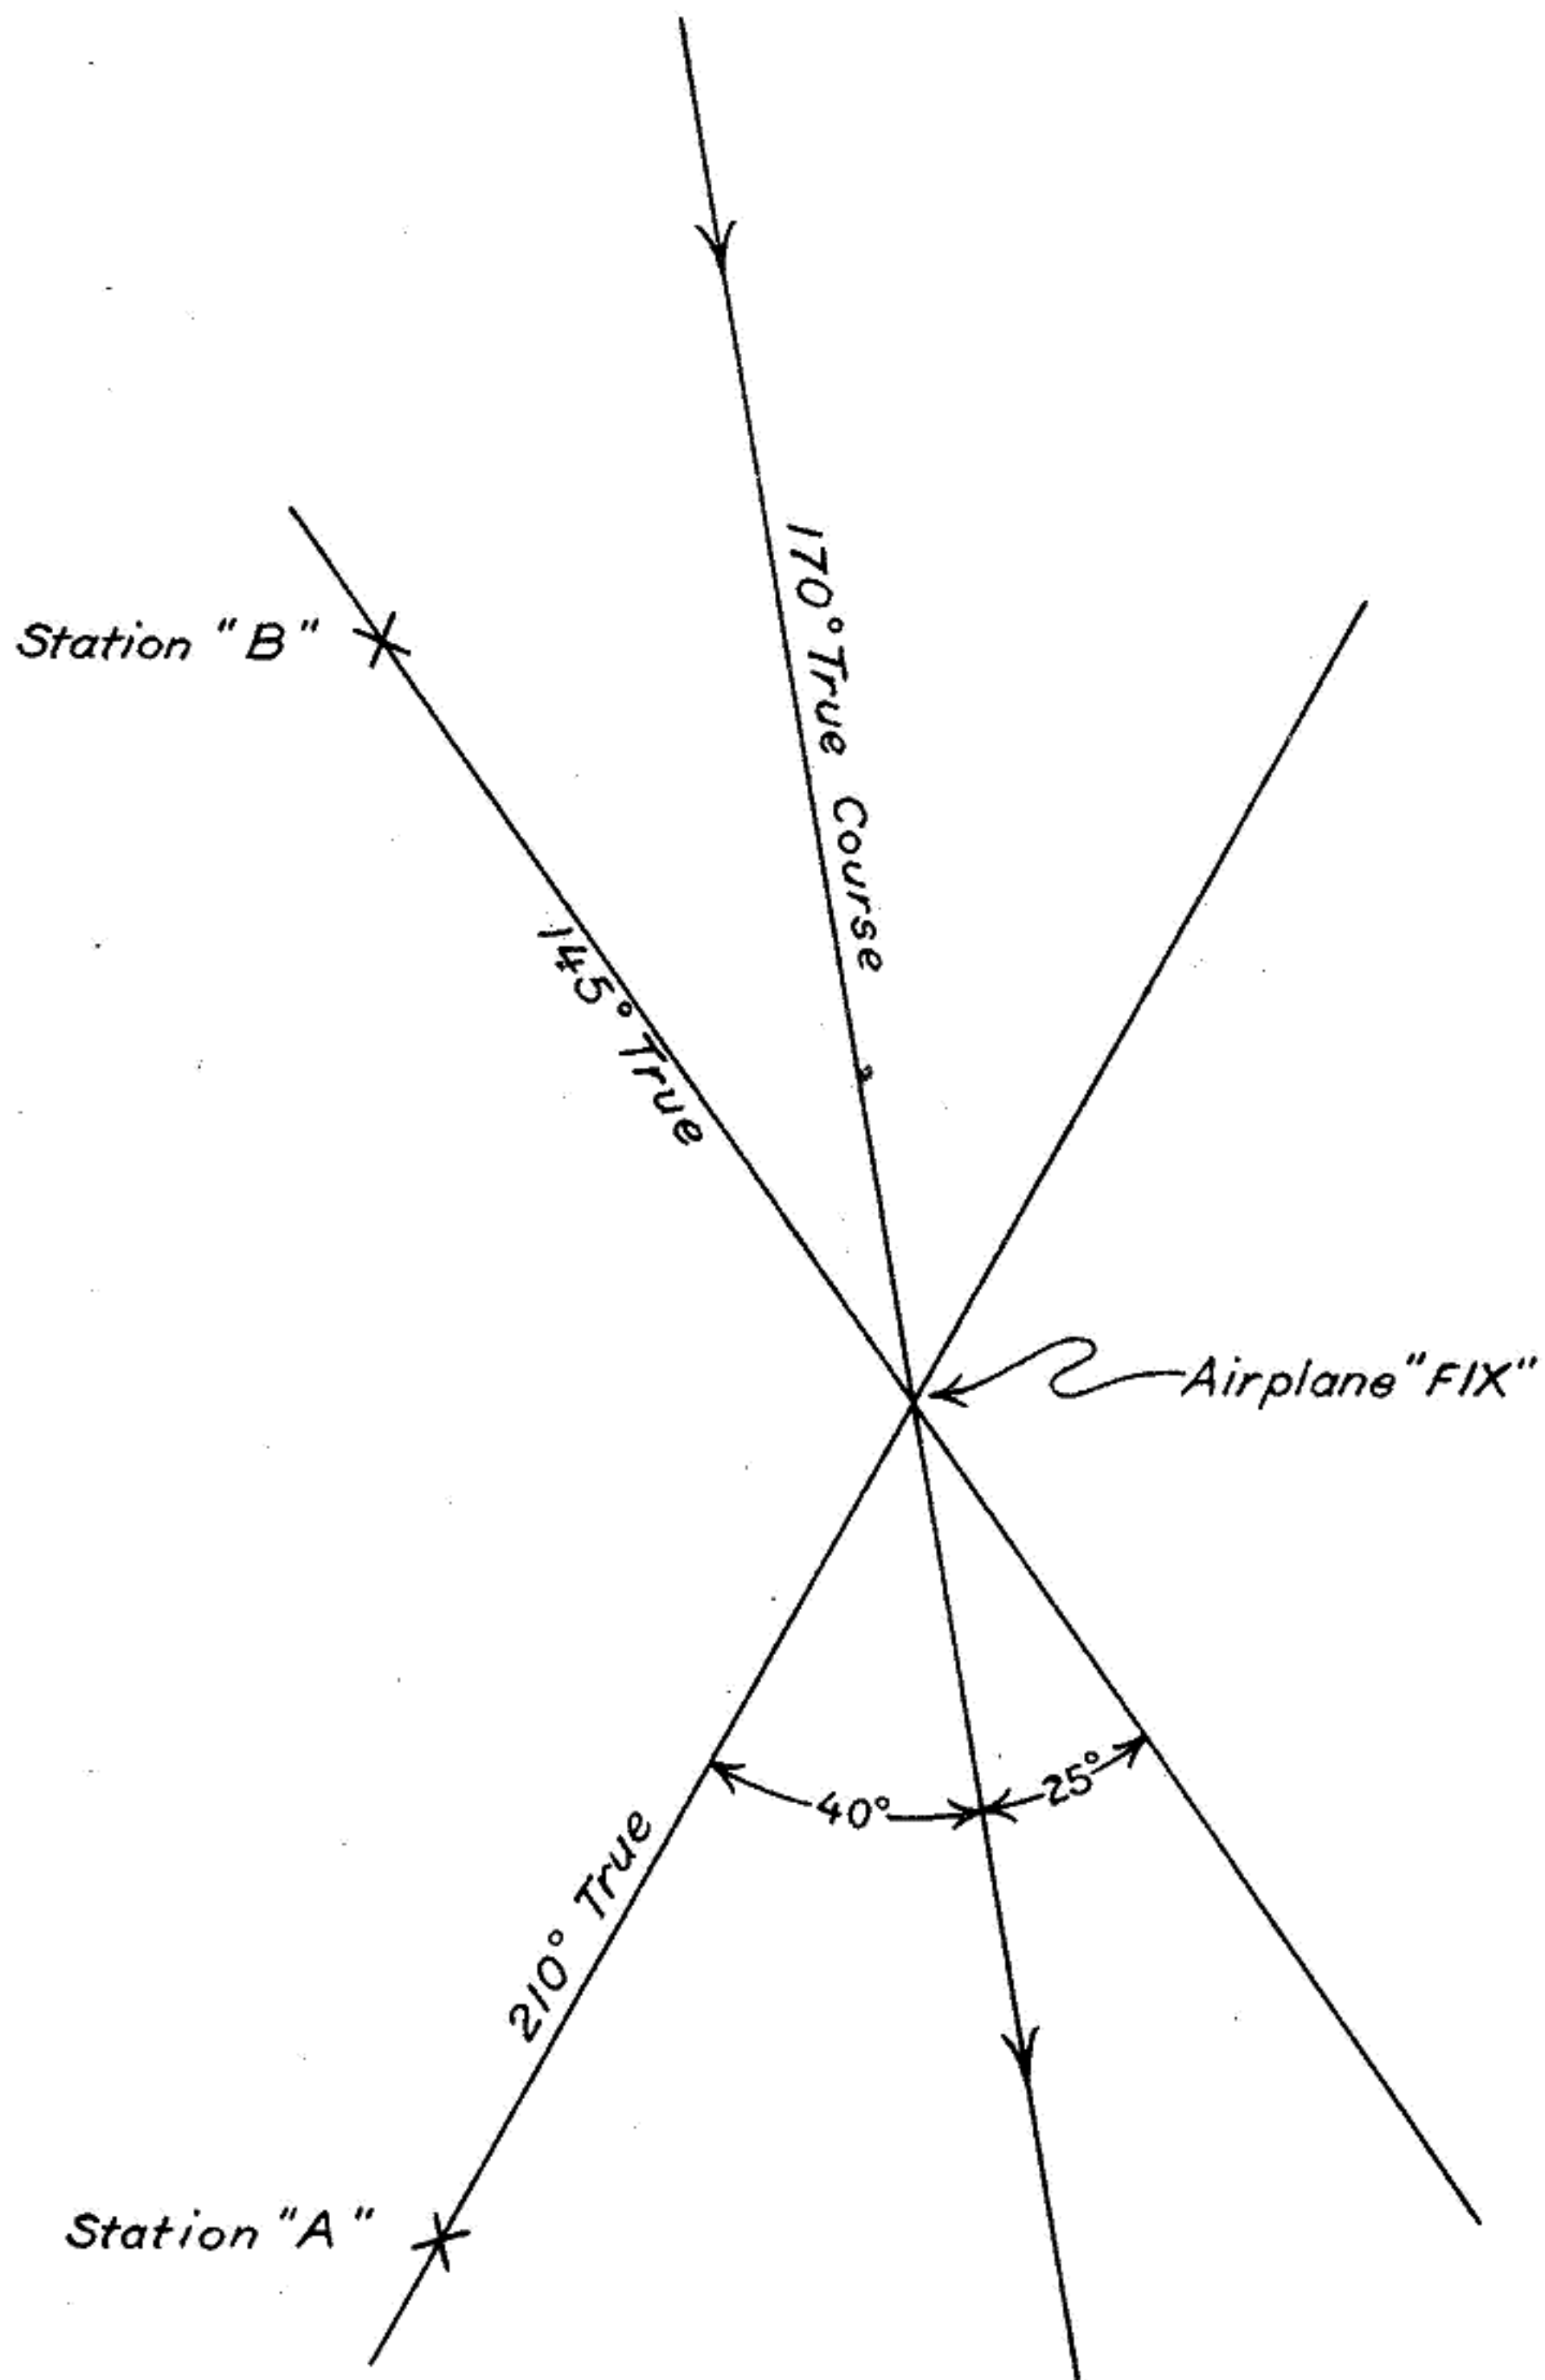 170° True Course
Station "B"
145° True
Airplane "FIX"
40°
25°
210° True
Station "A"